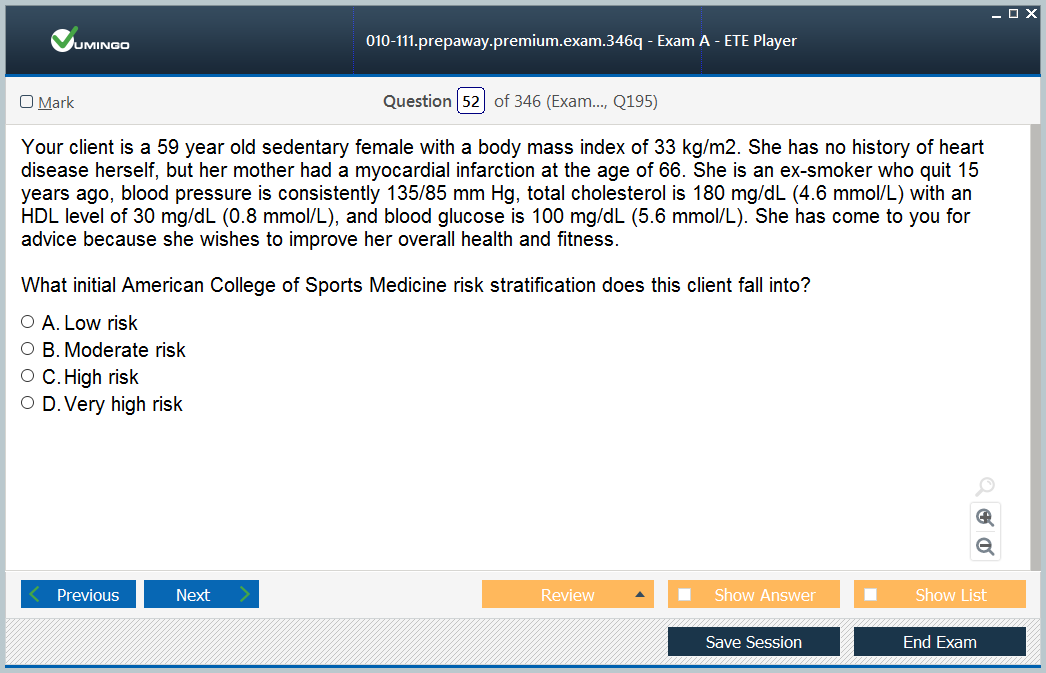 VUMINGO
010-111.prepaway.premium.exam.346q - Exam A - ETE Player
Mark
Question 52 of 346 (Exam..., Q195)
Your client is a 59 year old sedentary female with a body mass index of 33 kg/m2. She has no history of heart
disease herself, but her mother had a myocardial infarction at the age of 66. She is an ex-smoker who quit 15
years ago, blood pressure is consistently 135/85 mm Hg, total cholesterol is 180 mg/dL (4.6 mmol/L) with an
HDL level of 30 mg/dL (0.8 mmol/L), and blood glucose is 100 mg/dL (5.6 mmol/L). She has come to you for
advice because she wishes to improve her overall health and fitness.
What initial American College of Sports Medicine risk stratification does this client fall into?
A. Low risk
B. Moderate risk
C. High risk
D. Very high risk
Previous
Next
Review
Show Answer
Show List
Save Session
End Exam